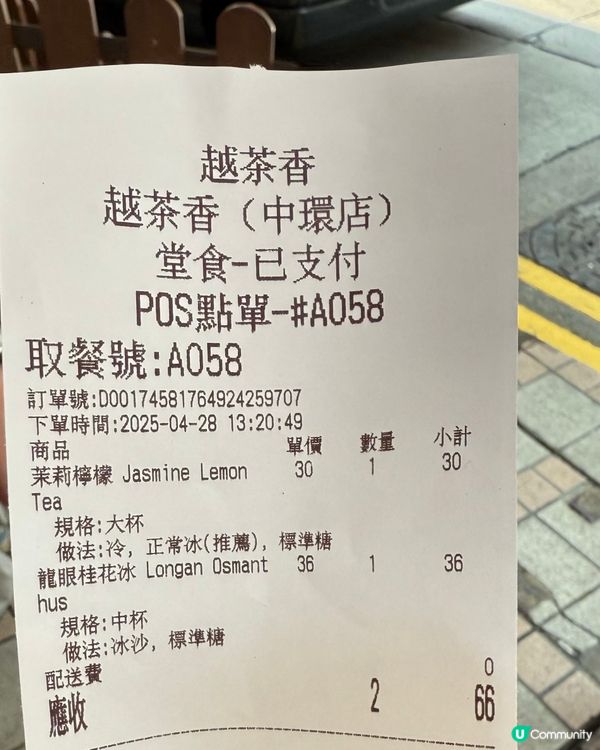 越茶香
越茶香（中環店）
堂食-已支付
POS點單-#A058
取餐號:A058
訂單號:D001745817649242​59707
下單時間:2025-04-28 13:20:49
商品 單價 數量 小計
茉莉檸檬 Jasmine Lemon 30 1 30
Tea
規格:大杯
做法:冷, 正常冰(推薦), 標準糖
龍眼桂花冰 Longan Osmant 36 1 36
hus
規格:中杯
做法:冰沙, 標準糖
配送費 0
應收 2 66
U Community